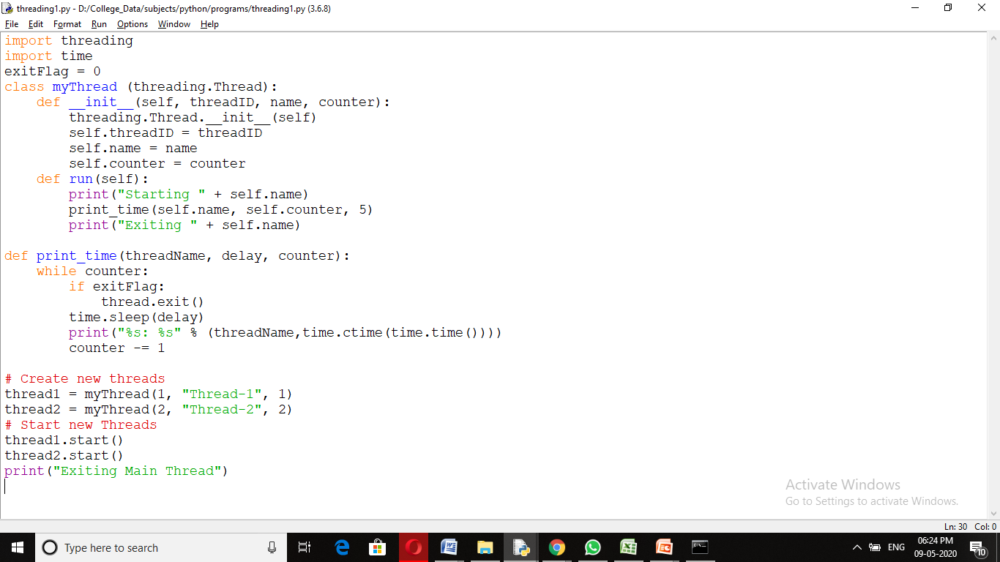 threading1.py - D:/College_Data/subjects/python/programs/threading1.py (3.6.8)
File Edit Format Run Options Window Help
import threading
import time
exitFlag = 0
class myThread (threading.Thread):
    def __init__(self, threadID, name, counter):
        threading.Thread.__init__(self)
        self.threadID = threadID
        self.name = name
        self.counter = counter
    def run(self):
        print("Starting " + self.name)
        print_time(self.name, self.counter, 5)
        print("Exiting " + self.name)

def print_time(threadName, delay, counter):
    while counter:
        if exitFlag:
            thread.exit()
        time.sleep(delay)
        print("%s: %s" % (threadName,time.ctime(time.time())))
        counter -= 1

# Create new threads
thread1 = myThread(1, "Thread-1", 1)
thread2 = myThread(2, "Thread-2", 2)
# Start new Threads
thread1.start()
thread2.start()
print("Exiting Main Thread")
Activate Windows
Go to Settings to activate Windows.
Ln: 30 Col: 0
Type here to search
ENG
06:24 PM
09-05-2020
10